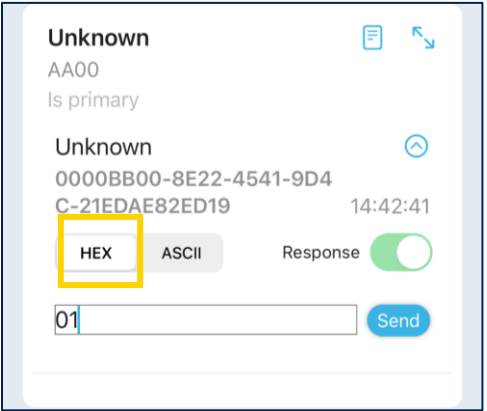 Unknown
AA00
Is primary
Unknown
0000BB00-8E22-4541-9D4
C-21EDAE82ED19 14:42:41
HEX ASCII Response
01 Send